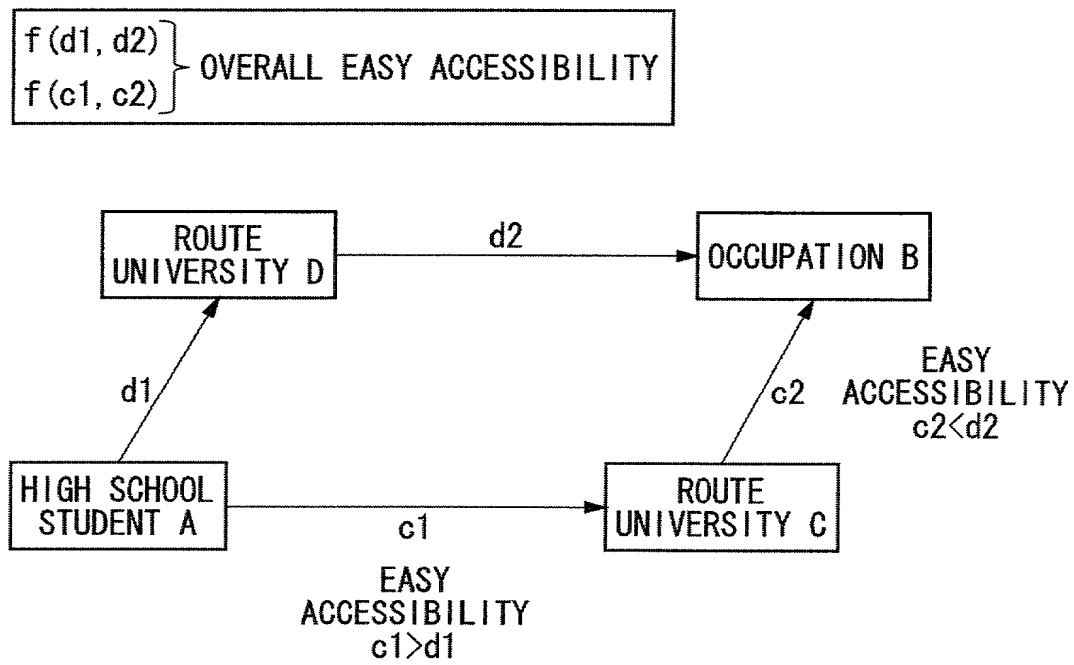 f(d1, d2)
f(c1, c2)
OVERALL EASY ACCESSIBILITY
ROUTE
UNIVERSITY D
d2
OCCUPATION B
d1
c2
EASY
ACCESSIBILITY
c2<d2
HIGH SCHOOL
STUDENT A
c1
ROUTE
UNIVERSITY C
EASY
ACCESSIBILITY
c1>d1